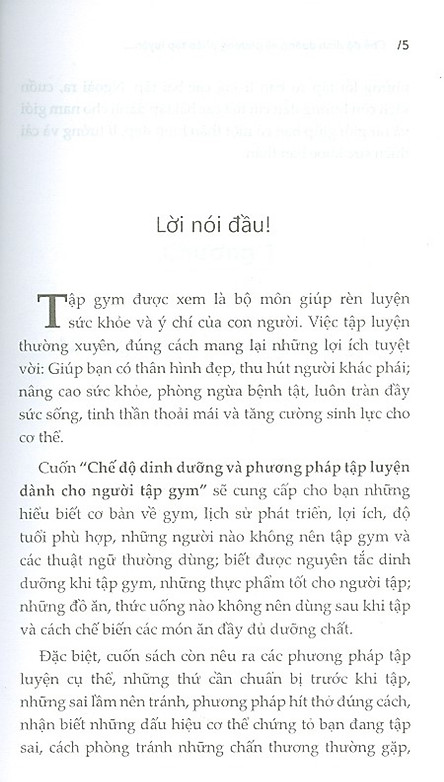 /5
Lời nói đầu!
Tập gym được xem là bộ môn giúp rèn luyện
sức khỏe và ý chí của con người. Việc tập luyện
thường xuyên, đúng cách mang lại những lợi ích tuyệt
vời: Giúp bạn có thân hình đẹp, thu hút người khác phái;
nâng cao sức khỏe, phòng ngừa bệnh tật, luôn tràn đầy
sức sống, tinh thần thoải mái và tăng cường sinh lực cho
cơ thể.
Cuốn “Chế độ dinh dưỡng và phương pháp tập luyện
dành cho người tập gym” sẽ cung cấp cho bạn những
hiểu biết cơ bản về gym, lịch sử phát triển, lợi ích, độ
tuổi phù hợp, những người nào không nên tập gym và
các thuật ngữ thường dùng; biết được nguyên tắc dinh
dưỡng khi tập gym, những thực phẩm tốt cho người tập;
những đồ ăn, thức uống nào không nên dùng sau khi tập
và cách chế biến các món ăn đầy đủ dưỡng chất.
Đặc biệt, cuốn sách còn nêu ra các phương pháp tập
luyện cụ thể, những thứ cần chuẩn bị trước khi tập,
những sai lầm nên tránh, phương pháp hít thở đúng cách,
nhận biết những dấu hiệu cơ thể chứng tỏ bạn đang tập
sai, cách phòng tránh những chấn thương thường gặp,